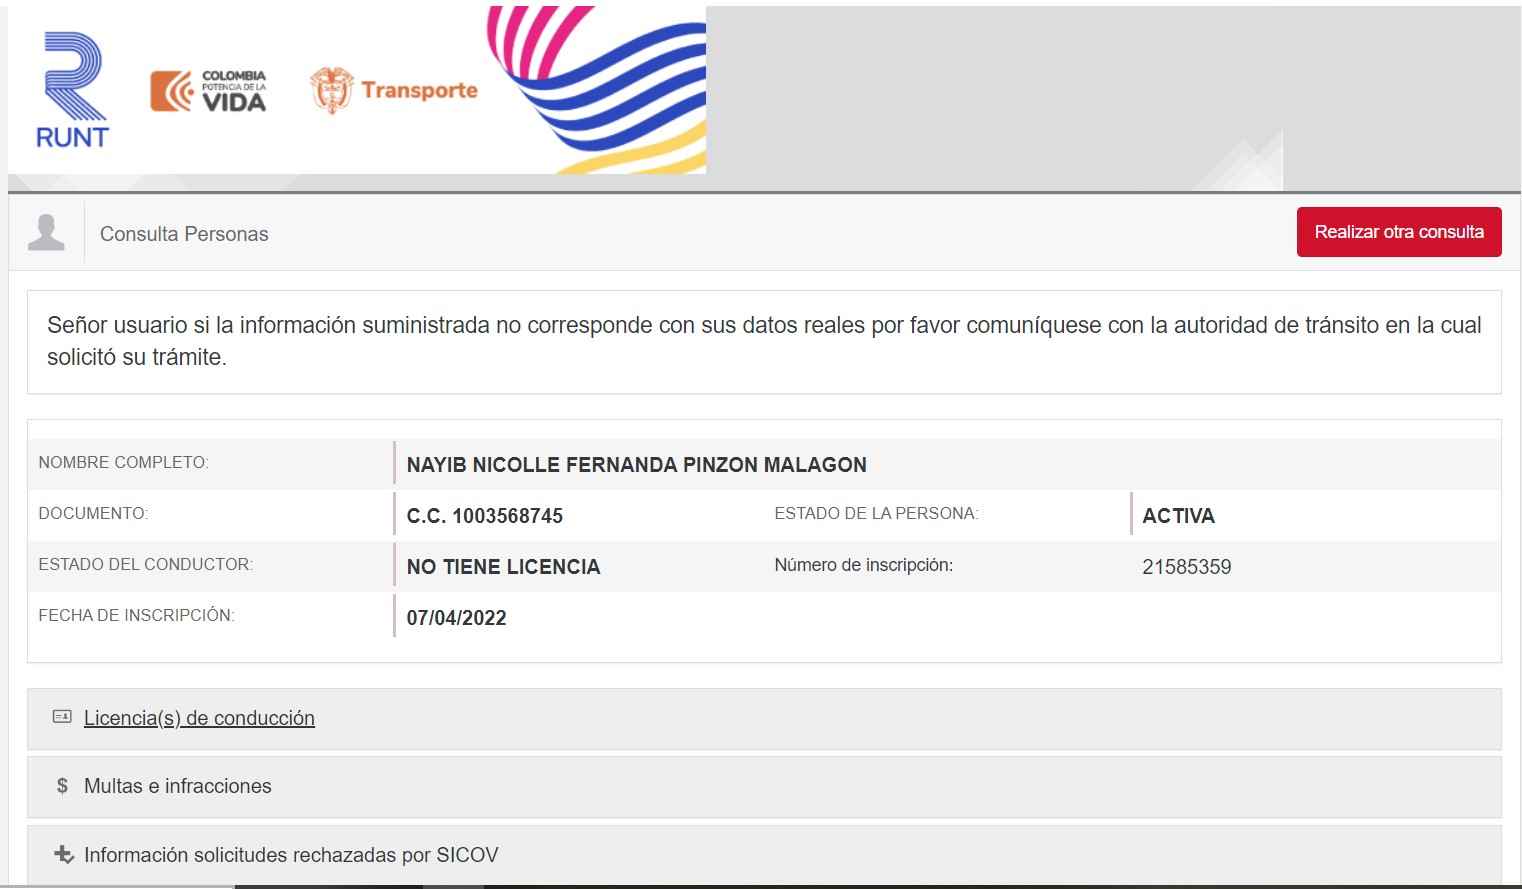 RUNT
COLOMBIA
POTENCIA DE LA
VIDA
Transporte
Consulta Personas
Realizar otra consulta
Señor usuario si la información suministrada no corresponde con sus datos reales por favor comuníquese con la autoridad de tránsito en la cual
solicitó su trámite.
NOMBRE COMPLETO: NAYIB NICOLLE FERNANDA PINZON MALAGON
DOCUMENTO: C.C. 1003568745 ESTADO DE LA PERSONA: ACTIVA
ESTADO DEL CONDUCTOR: NO TIENE LICENCIA Número de inscripción: 21585359
FECHA DE INSCRIPCIÓN: 07/04/2022
Licencia(s) de conducción
$ Multas e infracciones
Información solicitudes rechazadas por SICOV